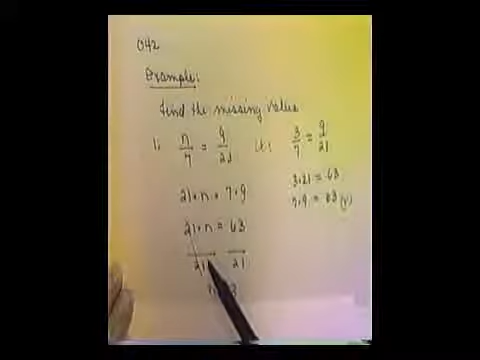 042
Example:
Find the missing value
1. n/7 = 9/21 Ck: 3/7 = 9/21
21 • n = 7 • 9
21 • n = 63
21 21
3 • 21 = 63
7 • 9 = 63 (v)